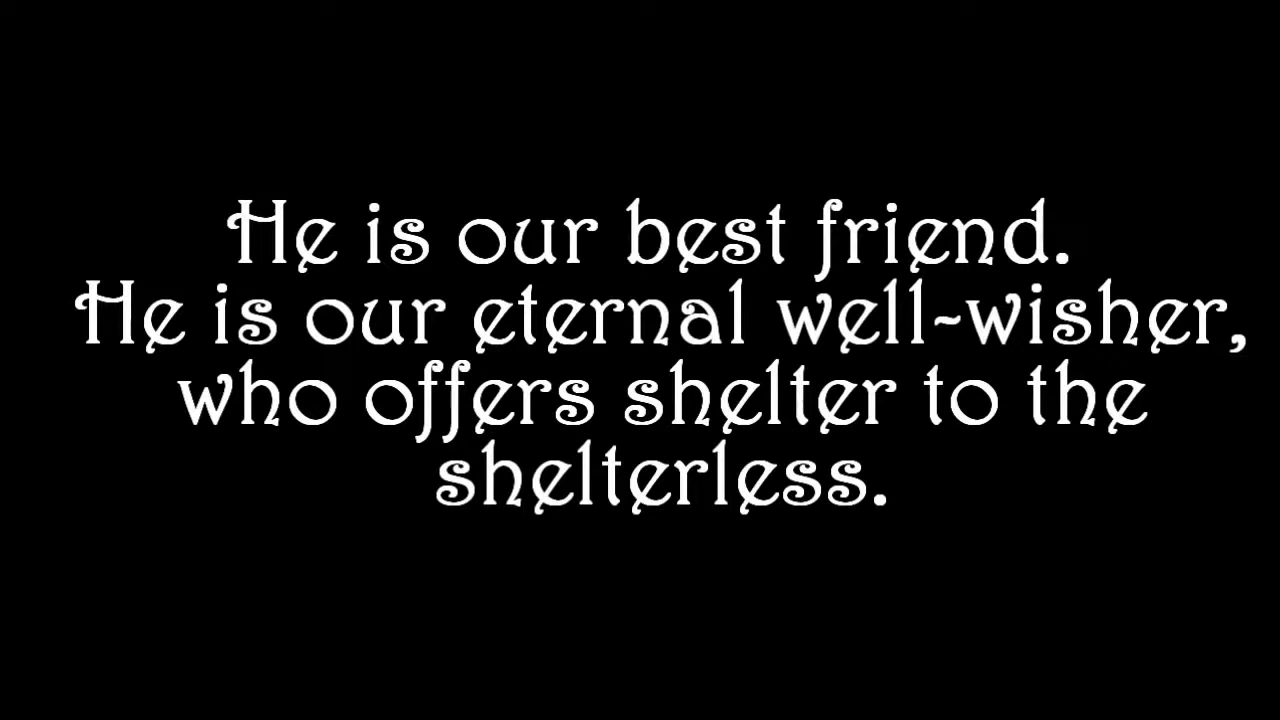 He is our best friend.
He is our eternal well-wisher,
who offers shelter to the
shelterless.